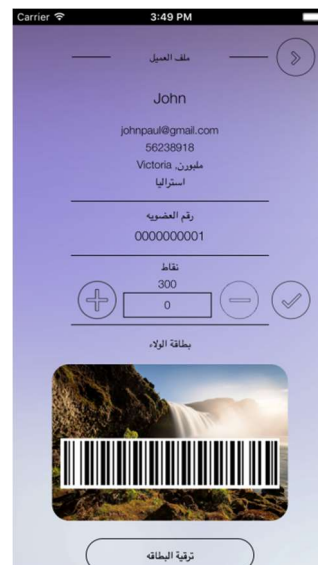 Carrier 3:49 PM
ملف العميل
John
johnpaul@gmail.com
56238918
ملبورن, Victoria
استراليا
رقم العضويه
0000000001
نقاط
300
0
بطاقة الولاء
ترقية البطاقه